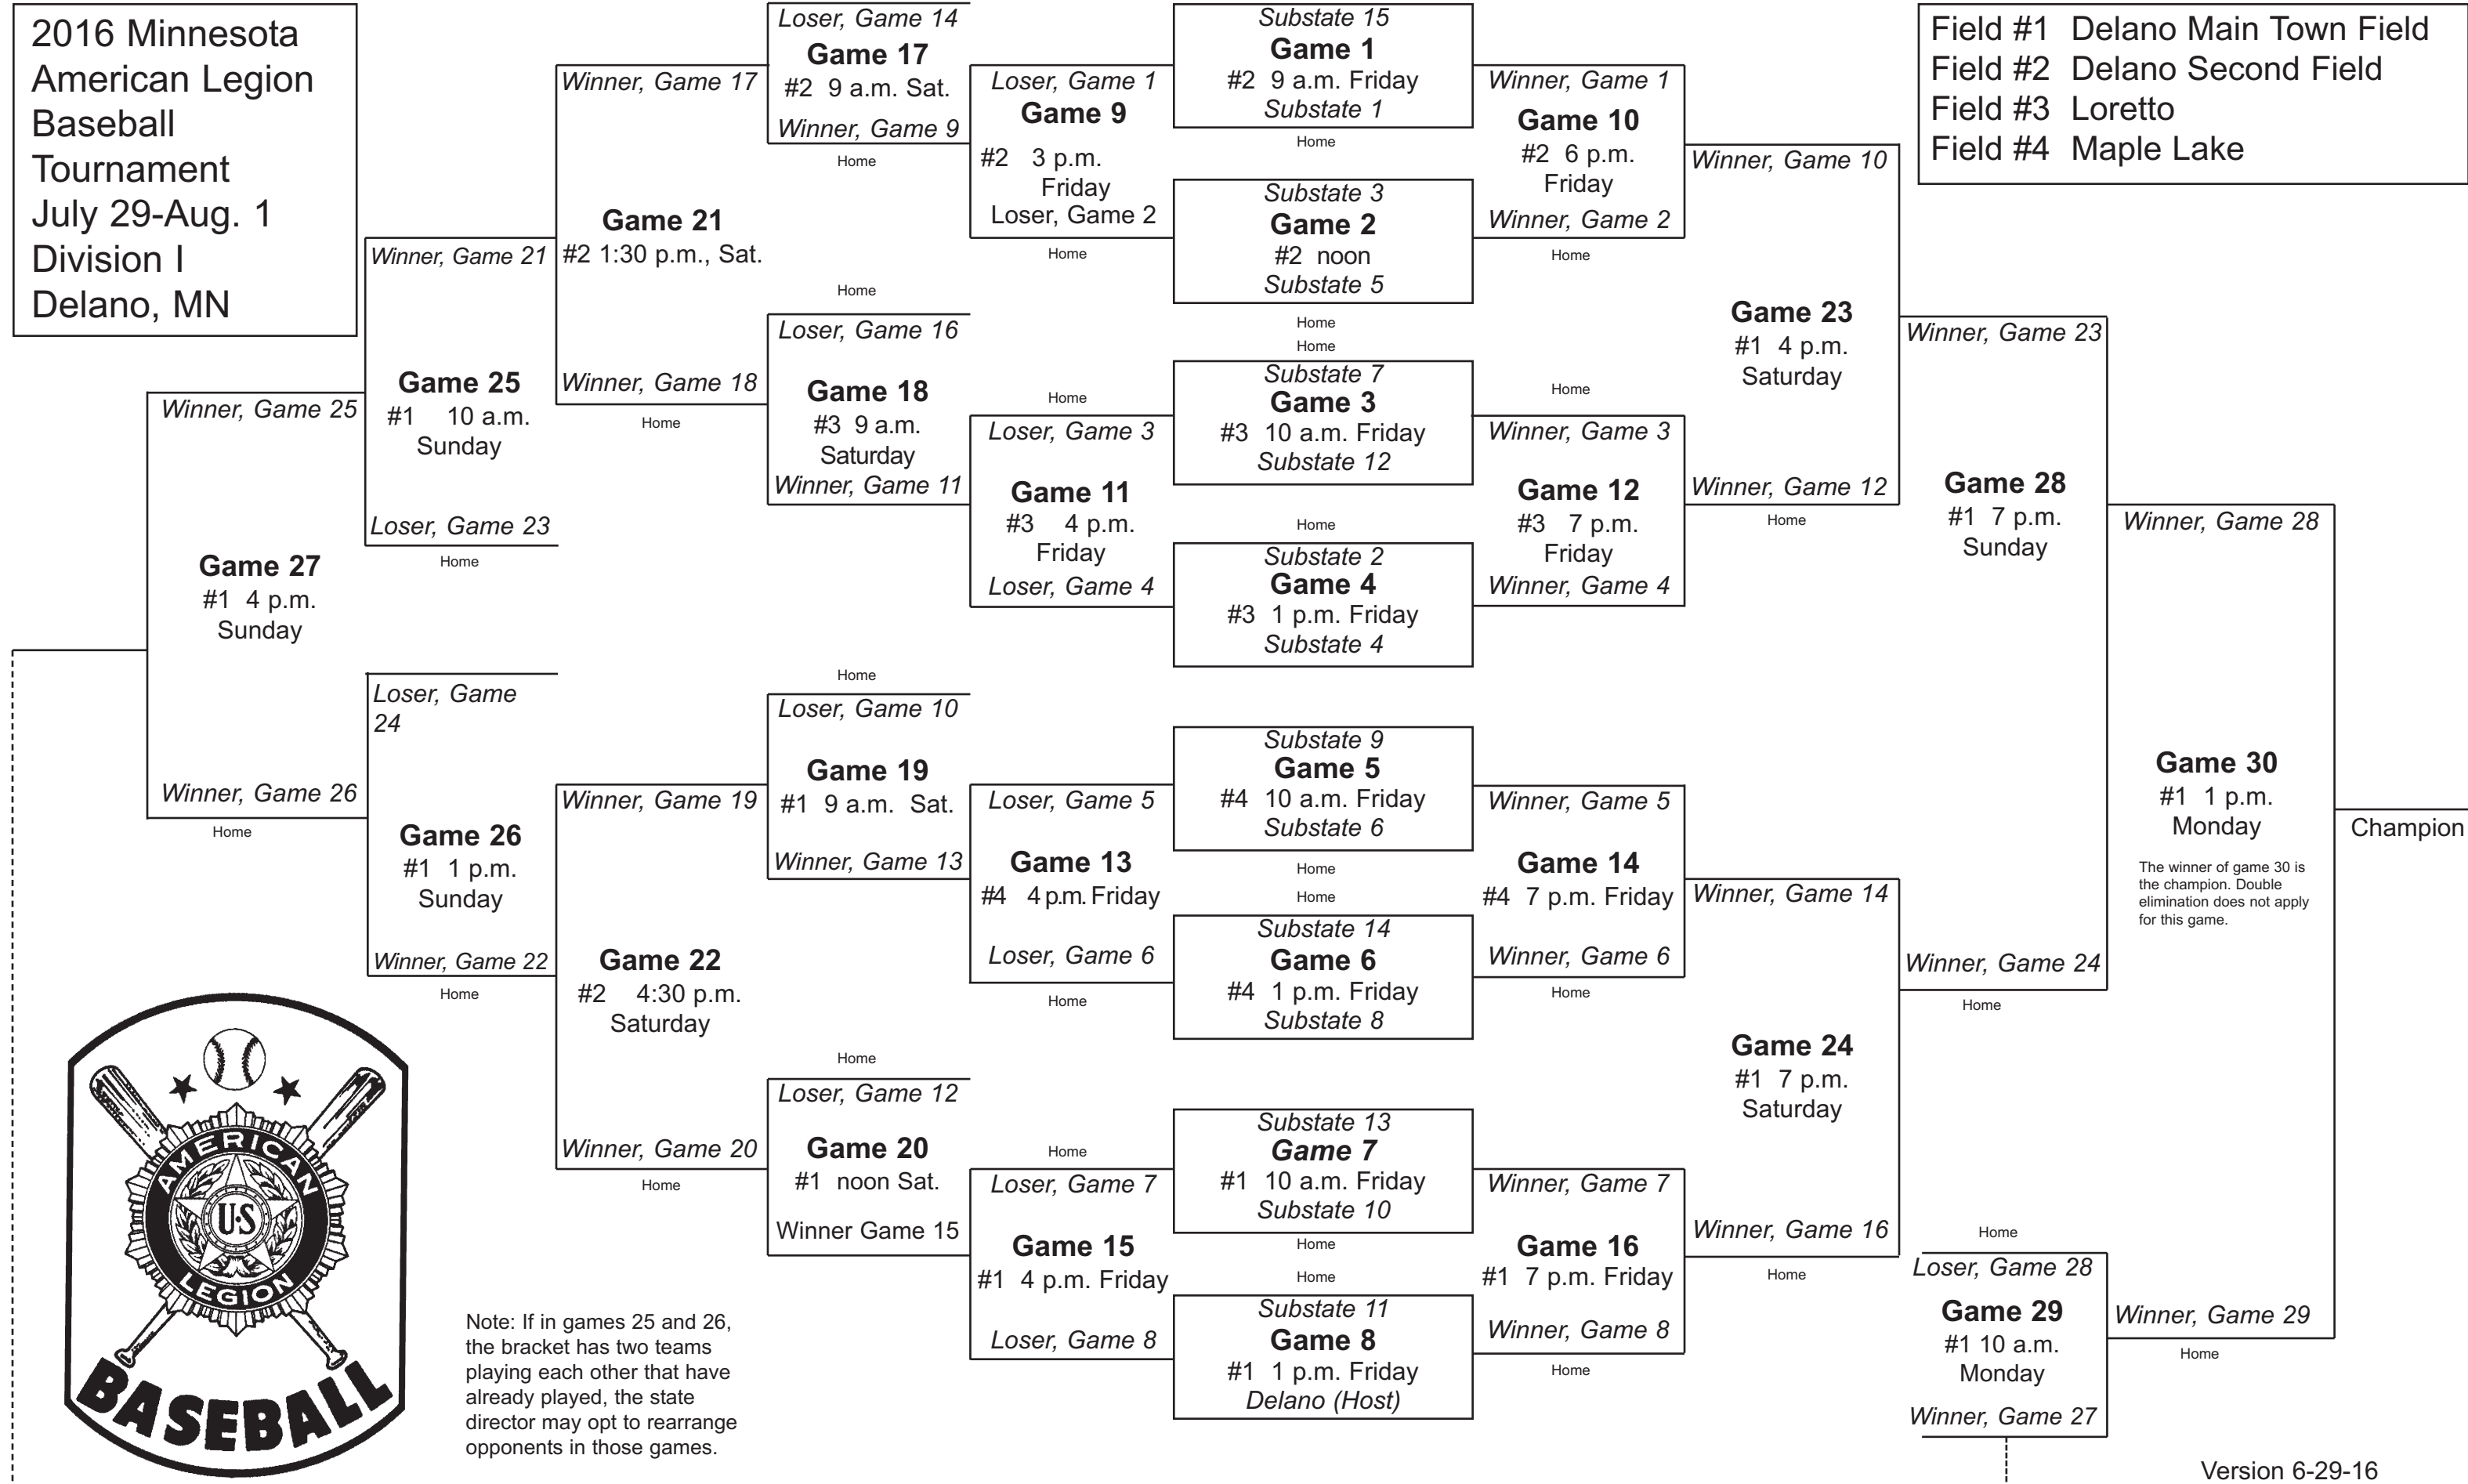 2016 Minnesota
American Legion
Baseball
Tournament
July 29-Aug. 1
Division I
Delano, MN
Field #1 Delano Main Town Field
Field #2 Delano Second Field
Field #3 Loretto
Field #4 Maple Lake
Winner, Game 25
Game 27
#1 4 p.m.
Sunday
Winner, Game 26
Home
Winner, Game 21
Game 25
#1 10 a.m.
Sunday
Loser, Game 23
Home
Loser, Game
24
Game 26
#1 1 p.m.
Sunday
Winner, Game 22
Home
Winner, Game 17
Game 21
#2 1:30 p.m., Sat.
Winner, Game 18
Home
Winner, Game 19
Game 22
#2 4:30 p.m.
Saturday
Winner, Game 20
Home
Loser, Game 14
Game 17
#2 9 a.m. Sat.
Winner, Game 9
Home
Home
Loser, Game 16
Game 18
#3 9 a.m.
Saturday
Winner, Game 11
Home
Loser, Game 10
Game 19
#1 9 a.m. Sat.
Winner, Game 13
Home
Loser, Game 12
Game 20
#1 noon Sat.
Winner Game 15
Loser, Game 1
Game 9
#2 3 p.m.
Friday
Loser, Game 2
Home
Home
Loser, Game 3
Game 11
#3 4 p.m.
Friday
Loser, Game 4
Loser, Game 5
Game 13
#4 4 p.m. Friday
Loser, Game 6
Home
Home
Loser, Game 7
Game 15
#1 4 p.m. Friday
Loser, Game 8
Substate 15
Game 1
#2 9 a.m. Friday
Substate 1
Home
Substate 3
Game 2
#2 noon
Substate 5
Home
Home
Substate 7
Game 3
#3 10 a.m. Friday
Substate 12
Home
Substate 2
Game 4
#3 1 p.m. Friday
Substate 4
Substate 9
Game 5
#4 10 a.m. Friday
Substate 6
Home
Home
Substate 14
Game 6
#4 1 p.m. Friday
Substate 8
Substate 13
Game 7
#1 10 a.m. Friday
Substate 10
Home
Home
Substate 11
Game 8
#1 1 p.m. Friday
Delano (Host)
Winner, Game 1
Game 10
#2 6 p.m.
Friday
Winner, Game 2
Home
Home
Winner, Game 3
Game 12
#3 7 p.m.
Friday
Winner, Game 4
Winner, Game 5
Game 14
#4 7 p.m. Friday
Winner, Game 6
Home
Winner, Game 7
Game 16
#1 7 p.m. Friday
Winner, Game 8
Home
Winner, Game 10
Game 23
#1 4 p.m.
Saturday
Winner, Game 12
Home
Winner, Game 14
Game 24
#1 7 p.m.
Saturday
Winner, Game 16
Home
Winner, Game 23
Game 28
#1 7 p.m.
Sunday
Winner, Game 24
Home
Home
Loser, Game 28
Game 29
#1 10 a.m.
Monday
Winner, Game 27
Winner, Game 28
Game 30
#1 1 p.m.
Monday
The winner of game 30 is
the champion. Double
elimination does not apply
for this game.
Winner, Game 29
Home
Champion
AMERICAN
U·S
LEGION
BASEBALL
Note: If in games 25 and 26,
the bracket has two teams
playing each other that have
already played, the state
director may opt to rearrange
opponents in those games.
Version 6-29-16